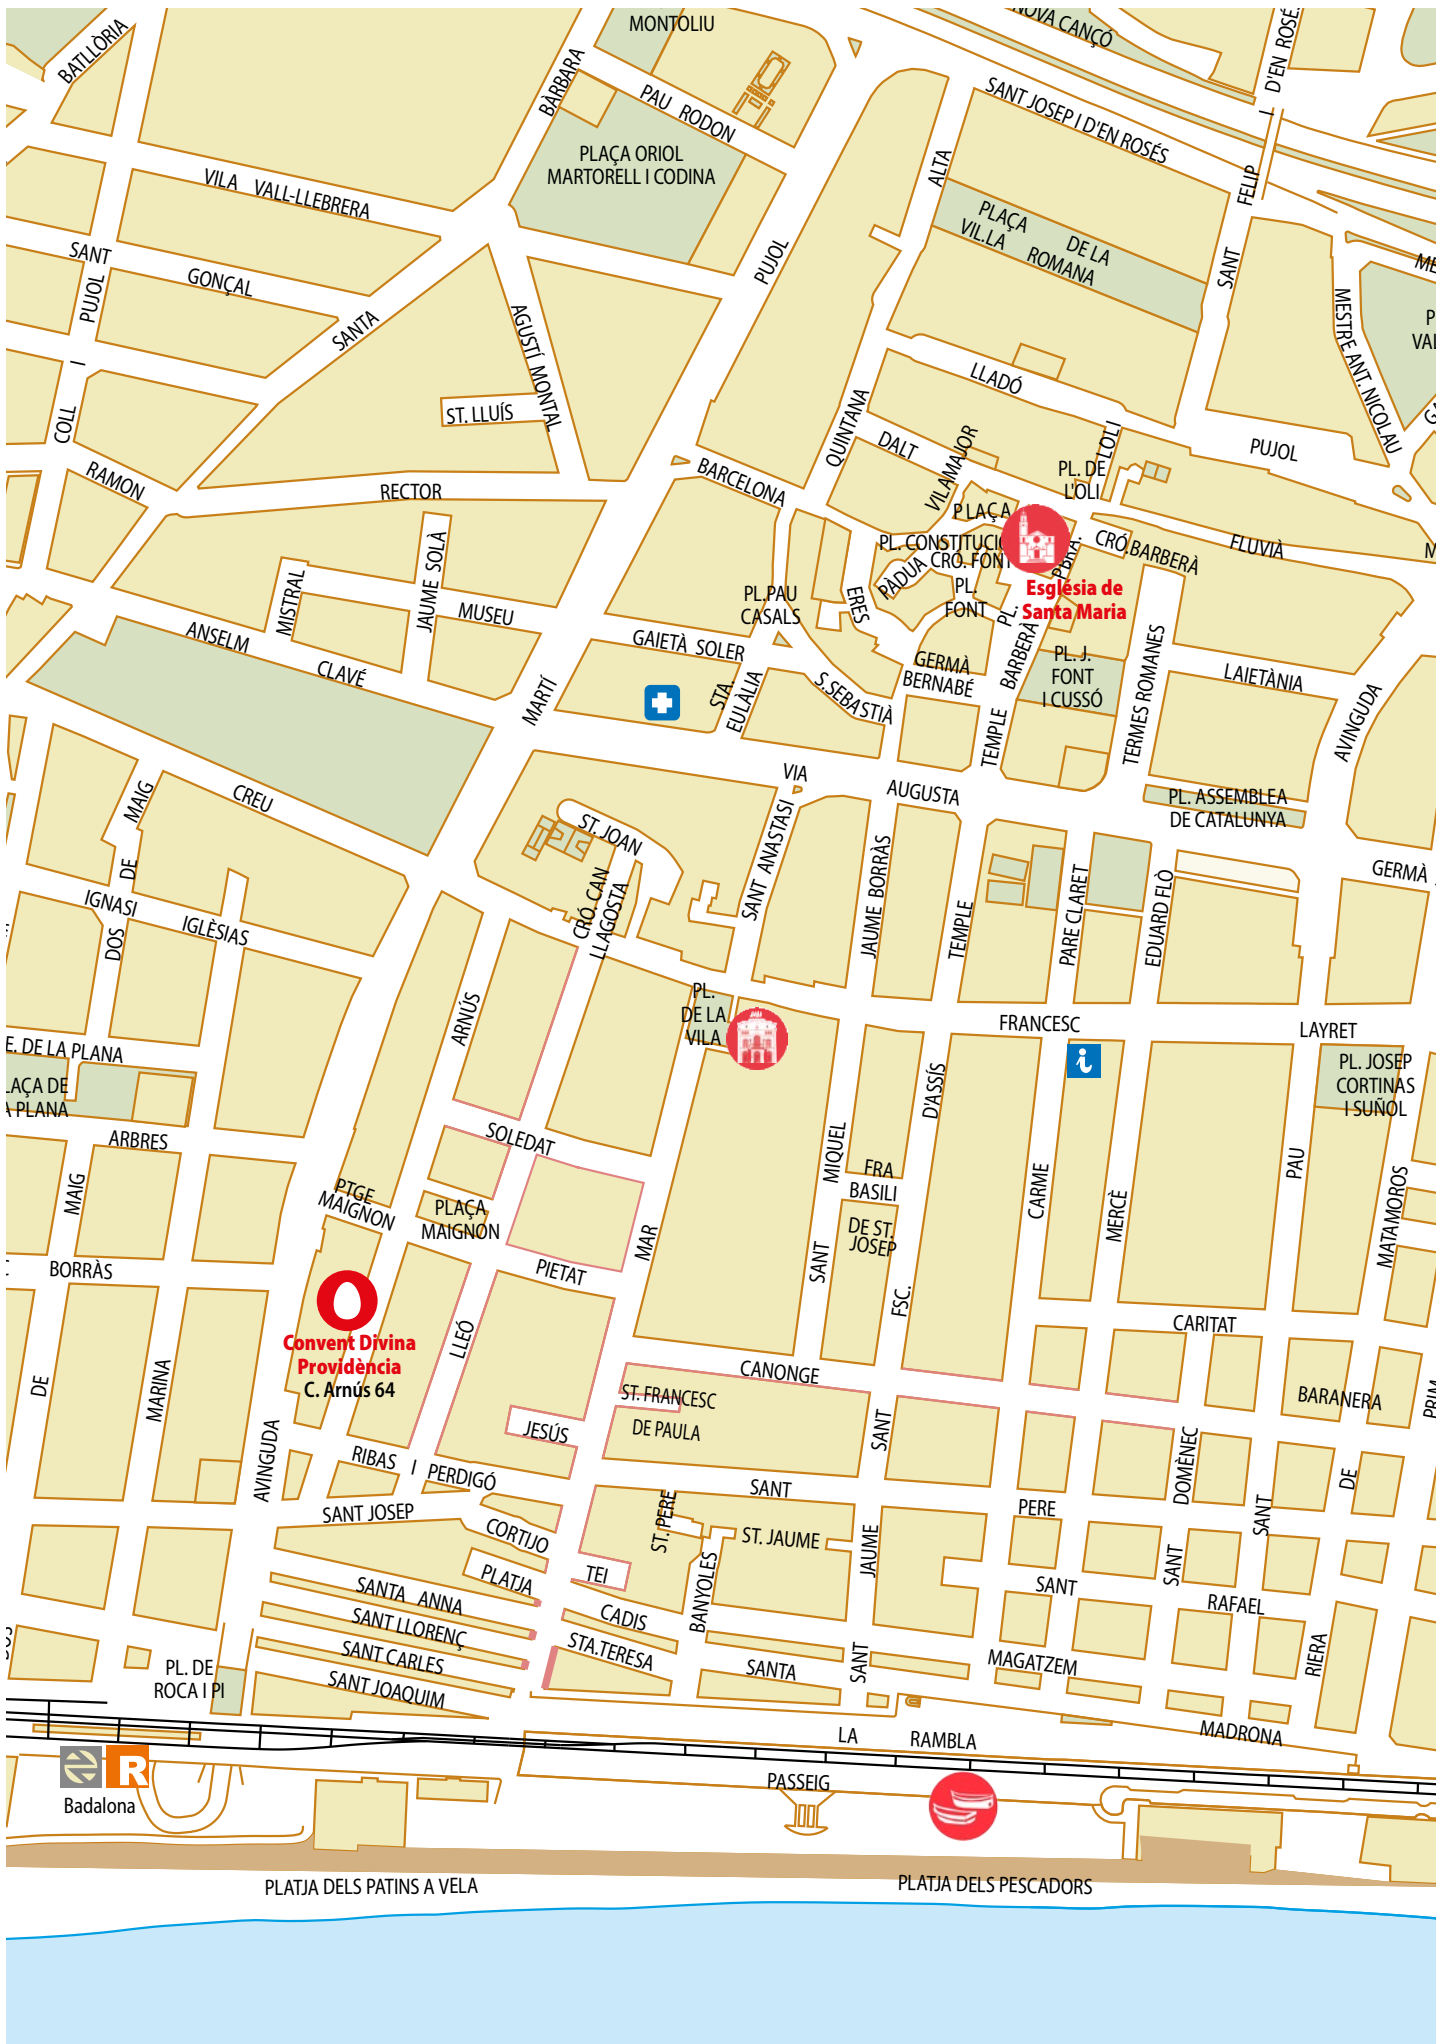 MONTOLIU
NOVA CANÇÓ
I D'EN ROSÉS
BATLLÒRIA
BÀRBARA
PAU RODON
SANT JOSEP I D'EN ROSÉS
PLAÇA ORIOL
MARTORELL I CODINA
ALTA
FELIP
VILA VALL-LLEBRERA
PLAÇA DE LA
VIL.LA ROMANA
SANT
GONÇAL
PUJOL
SANT
MESTRE ANT. NICOLAU
COLL I PUJOL
SANTA
AGUSTÍ MONTAL
LLADÓ
ST. LLUÍS
QUINTANA
DALT
VILAMAJOR
L'OLI
PUJOL
RAMON
RECTOR
BARCELONA
PL. DE
L'OLI
PLAÇA
PL. CONSTITUCIÓ
CRÓ. FONT
CRÓ.BARBERÀ
FLUVIÀ
JAUME SOLÀ
MISTRAL
MUSEU
PL.PAU
CASALS
ERES
PÀDUA
PL.
FONT
Església de
Santa Maria
ANSELM
CLAVÉ
GAIETÀ SOLER
GERMÀ
BERNABÉ
PL.
BARBERÀ
PL. J.
FONT
I CUSSÓ
TERMES ROMANES
LAIETÀNIA
MARTÍ
STA.
EULÀLIA
S.SEBASTIÀ
TEMPLE
AVINGUDA
VIA
AUGUSTA
PL. ASSEMBLEA
DE CATALUNYA
MAIG
CREU
ST. JOAN
SANT ANASTASI
JAUME BORRÀS
GERMÀ
DE
IGNASI
IGLÈSIAS
DOS
CRÓ. CAN
LLAGOSTA
TEMPLE
PARE CLARET
EDUARD FLÒ
ARNÚS
PL.
DE LA
VILA
FRANCESC
LAYRET
E. DE LA PLANA
PL. JOSEP
CORTINAS
I SUÑOL
D'ASSÍS
ARBRES
SOLEDAT
MIQUEL
FRA
BASILI
MAIG
PTGE
MAIGNON
PLAÇA
MAIGNON
CARME
MERCÈ
PAU
MATAMOROS
DE ST.
JOSEP
MAR
BORRÀS
PIETAT
SANT
FSC.
Convent Divina
Providència
C. Arnús 64
LLEÓ
CARITAT
DE
MARINA
CANONGE
BARANERA
PRIM
ST. FRANCESC
DE PAULA
JESÚS
SANT
AVINGUDA
RIBAS I PERDIGÓ
DOMÈNEC
DE
SANT JOSEP
CORTIJO
ST. PERE
SANT
PERE
SANT
ST. JAUME
JAUME
PLATJA
TEI
BANYOLES
SANT
SANT
RAFAEL
SANTA ANNA
CADIS
SANT LLORENÇ
STA.TERESA
SANT CARLES
SANTA
SANT
MAGATZEM
RIERA
PL. DE
ROCA I PI
SANT JOAQUIM
LA RAMBLA
MADRONA
PASSEIG
R
Badalona
PLATJA DELS PATINS A VELA
PLATJA DELS PESCADORS